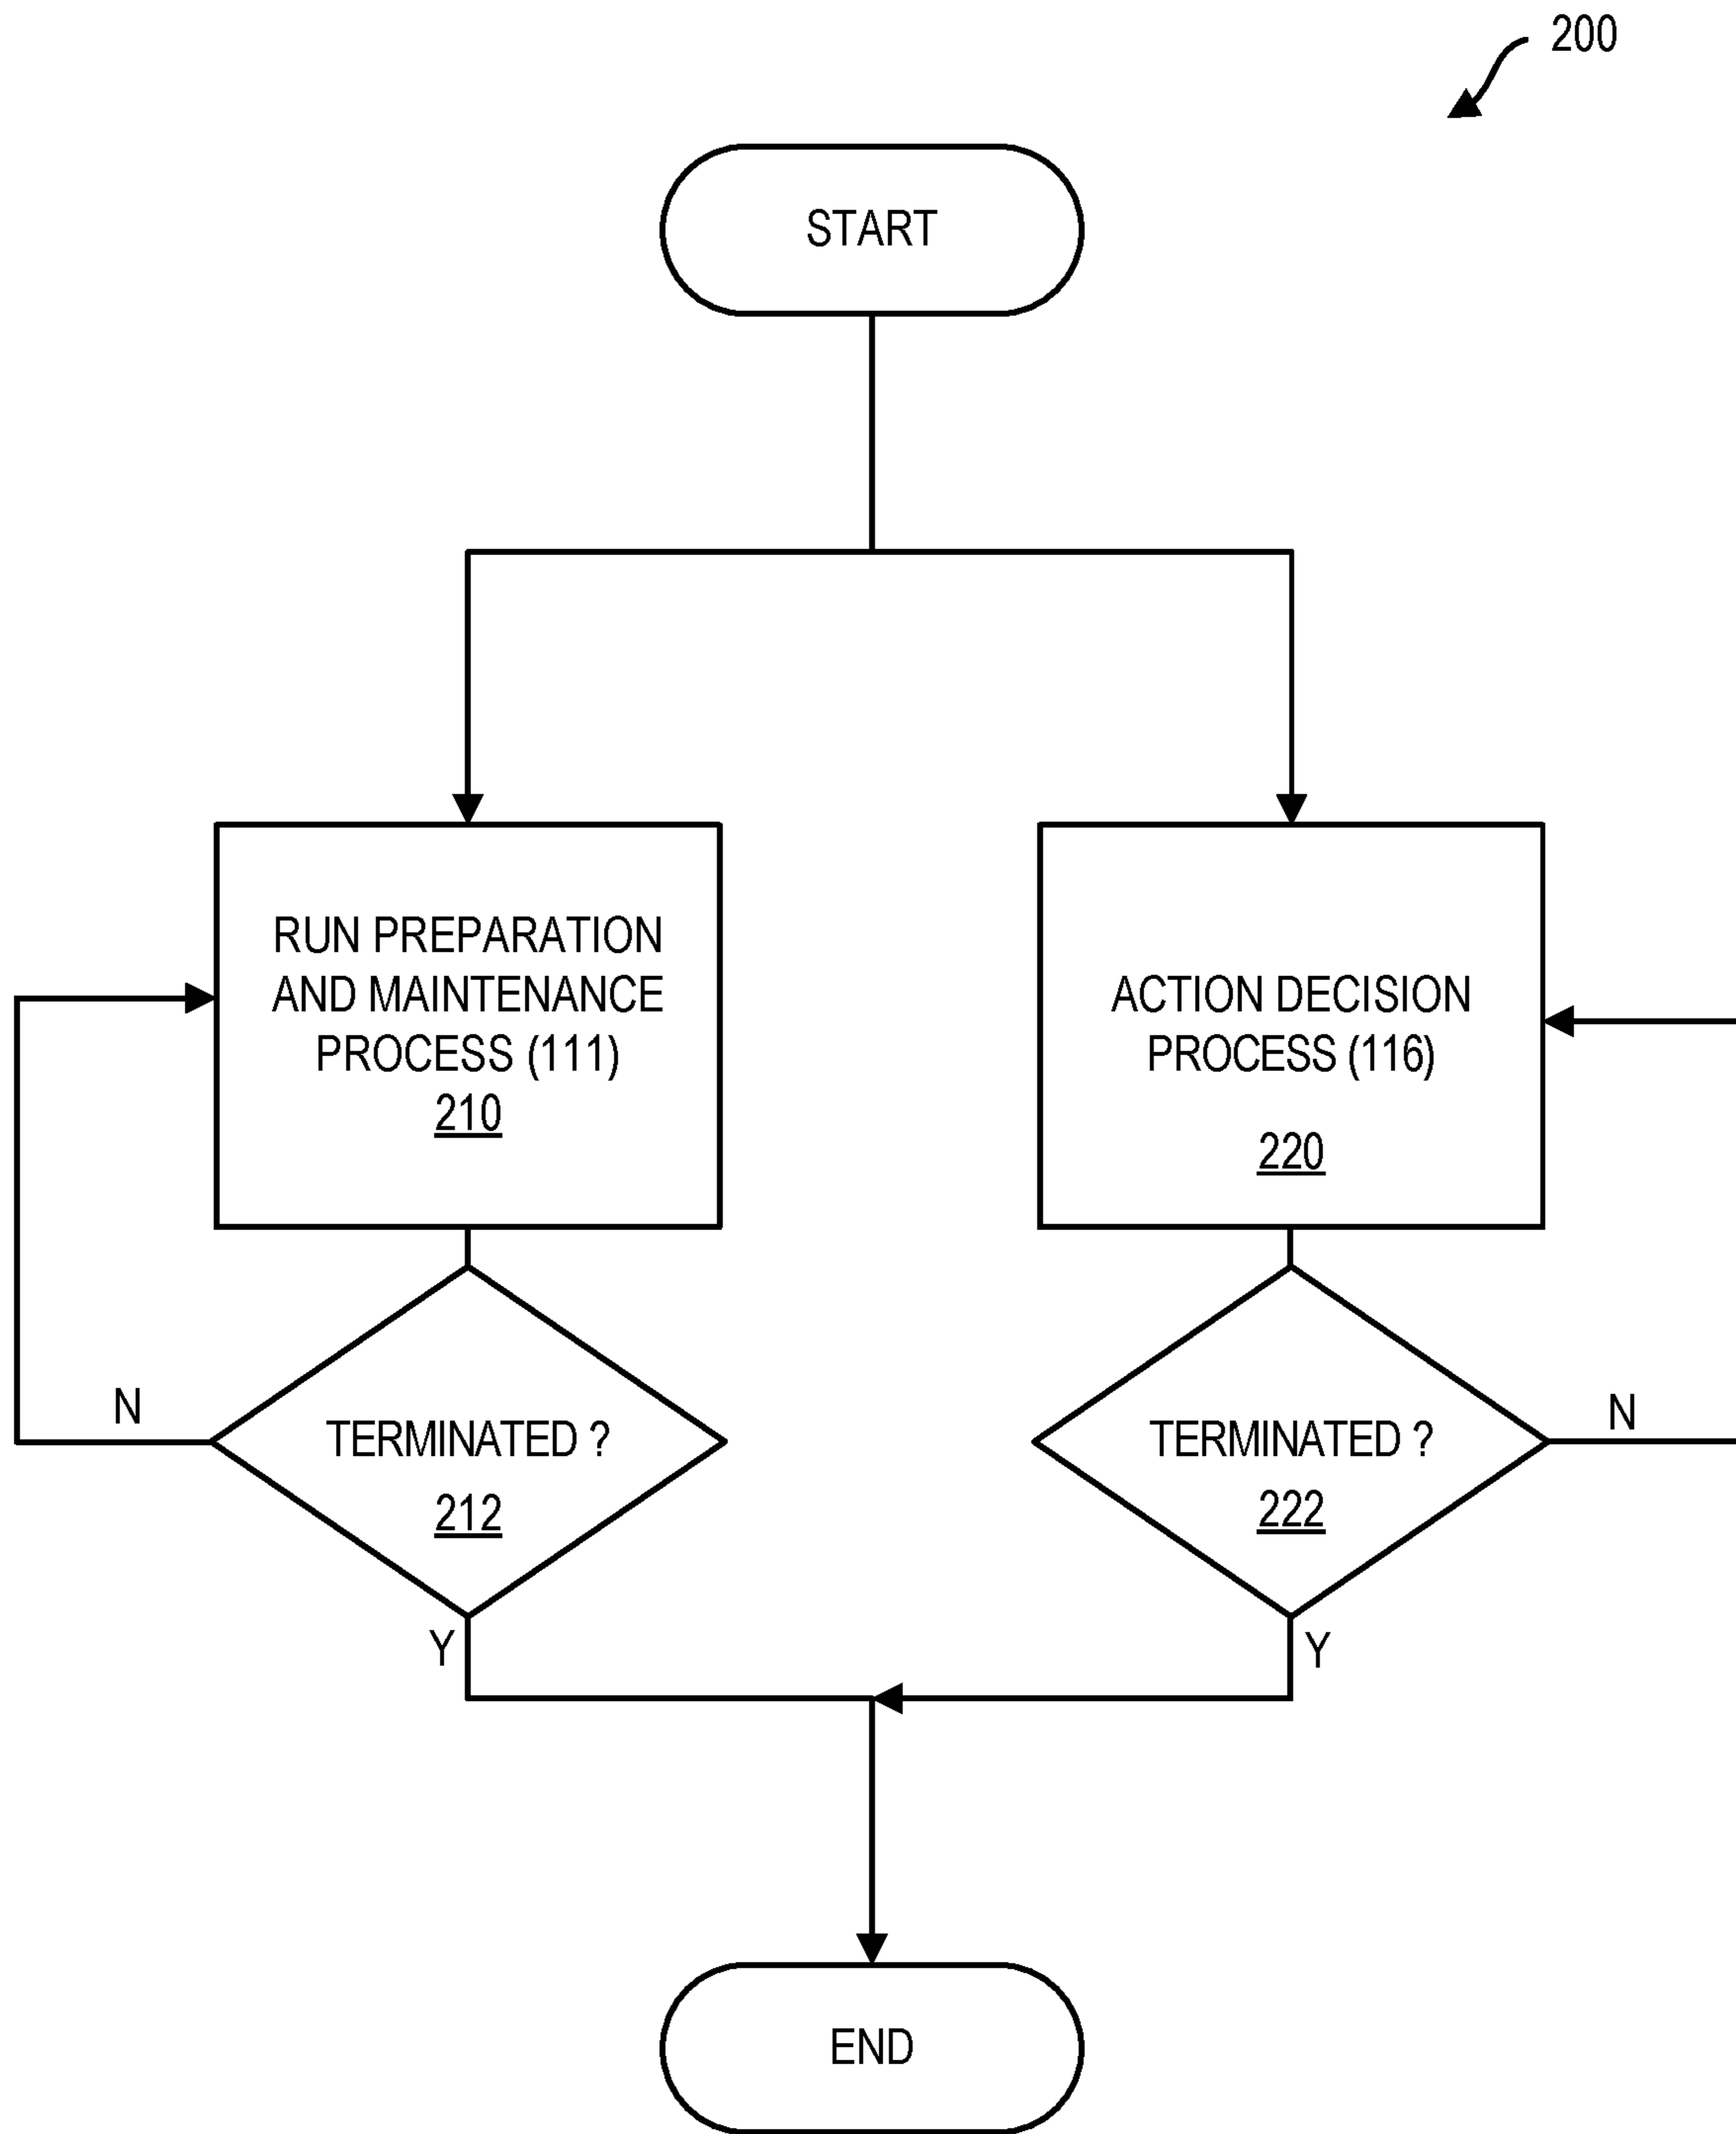 200
START
RUN PREPARATION
AND MAINTENANCE
PROCESS (111)
210
ACTION DECISION
PROCESS (116)
220
N
TERMINATED ?
212
Y
TERMINATED ?
222
N
Y
END